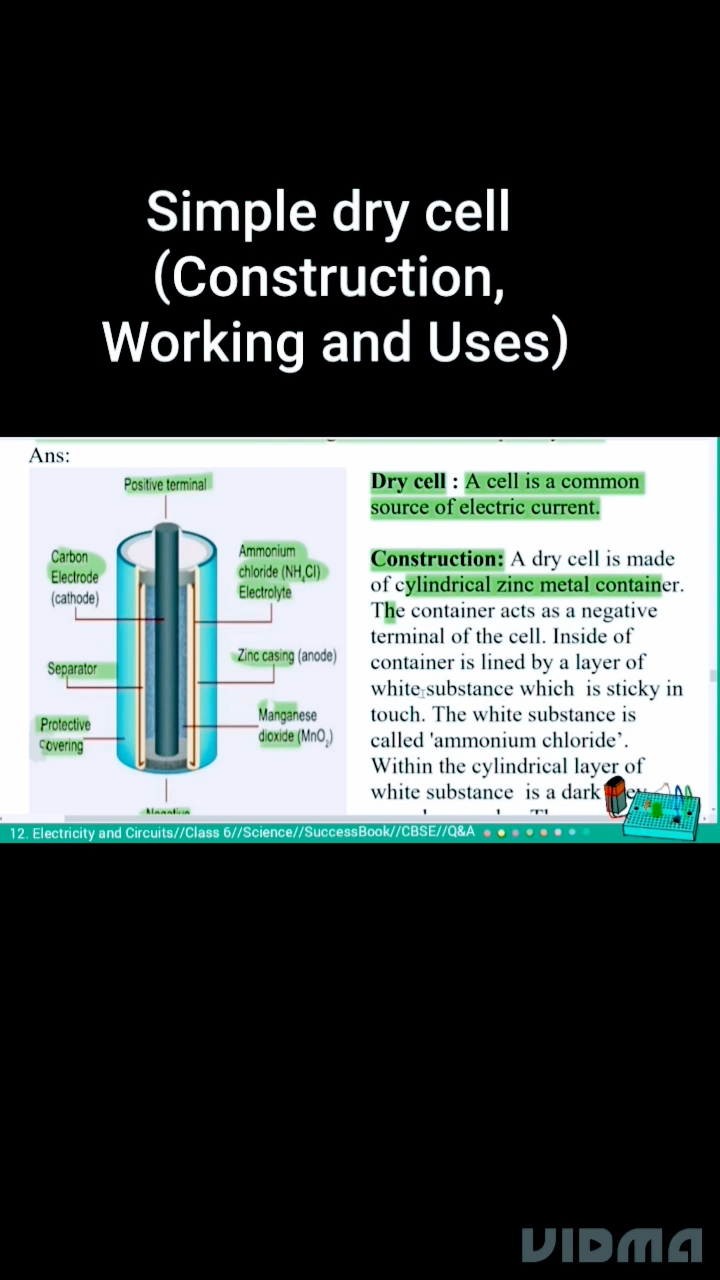 Simple dry cell
(Construction,
Working and Uses)
Ans:
Positive terminal
Carbon
Electrode
(cathode)
Ammonium
chloride (NH₄Cl)
Electrolyte
Separator
Zinc casing (anode)
Protective
Covering
Manganese
dioxide (MnO₂)
Negative
Dry cell : A cell is a common
source of electric current.
Construction: A dry cell is made
of cylindrical zinc metal container.
The container acts as a negative
terminal of the cell. Inside of
container is lined by a layer of
white substance which is sticky in
touch. The white substance is
called 'ammonium chloride’.
Within the cylindrical layer of
white substance is a dark
12. Electricity and Circuits//Class 6//Science//SuccessBook//CBSE//Q&A
VIDMA